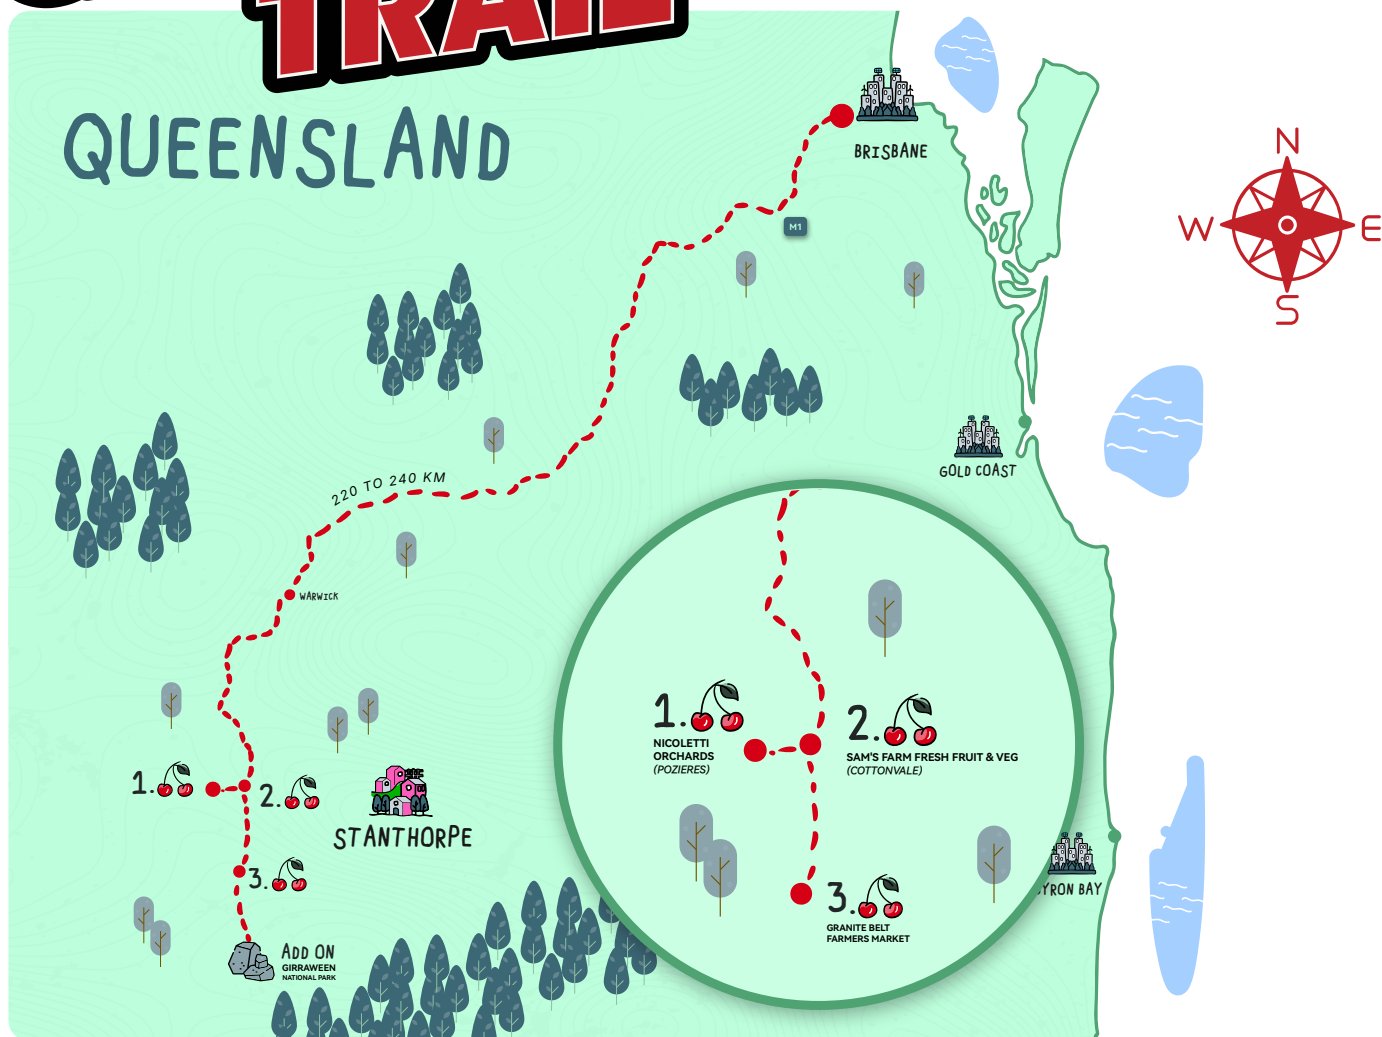 TRAIL
QUEENSLAND
BRISBANE
M1
N
W
E
S
GOLD COAST
220 TO 240 KM
WARWICK
1.
2.
STANTHORPE
3.
ADD ON
GIRRAWEEN
NATIONAL PARK
1.
NICOLETTI
ORCHARDS
(POZIERES)
2.
SAM'S FARM FRESH FRUIT & VEG
(COTTONVALE)
3.
GRANITE BELT
FARMERS MARKET
YRON BAY